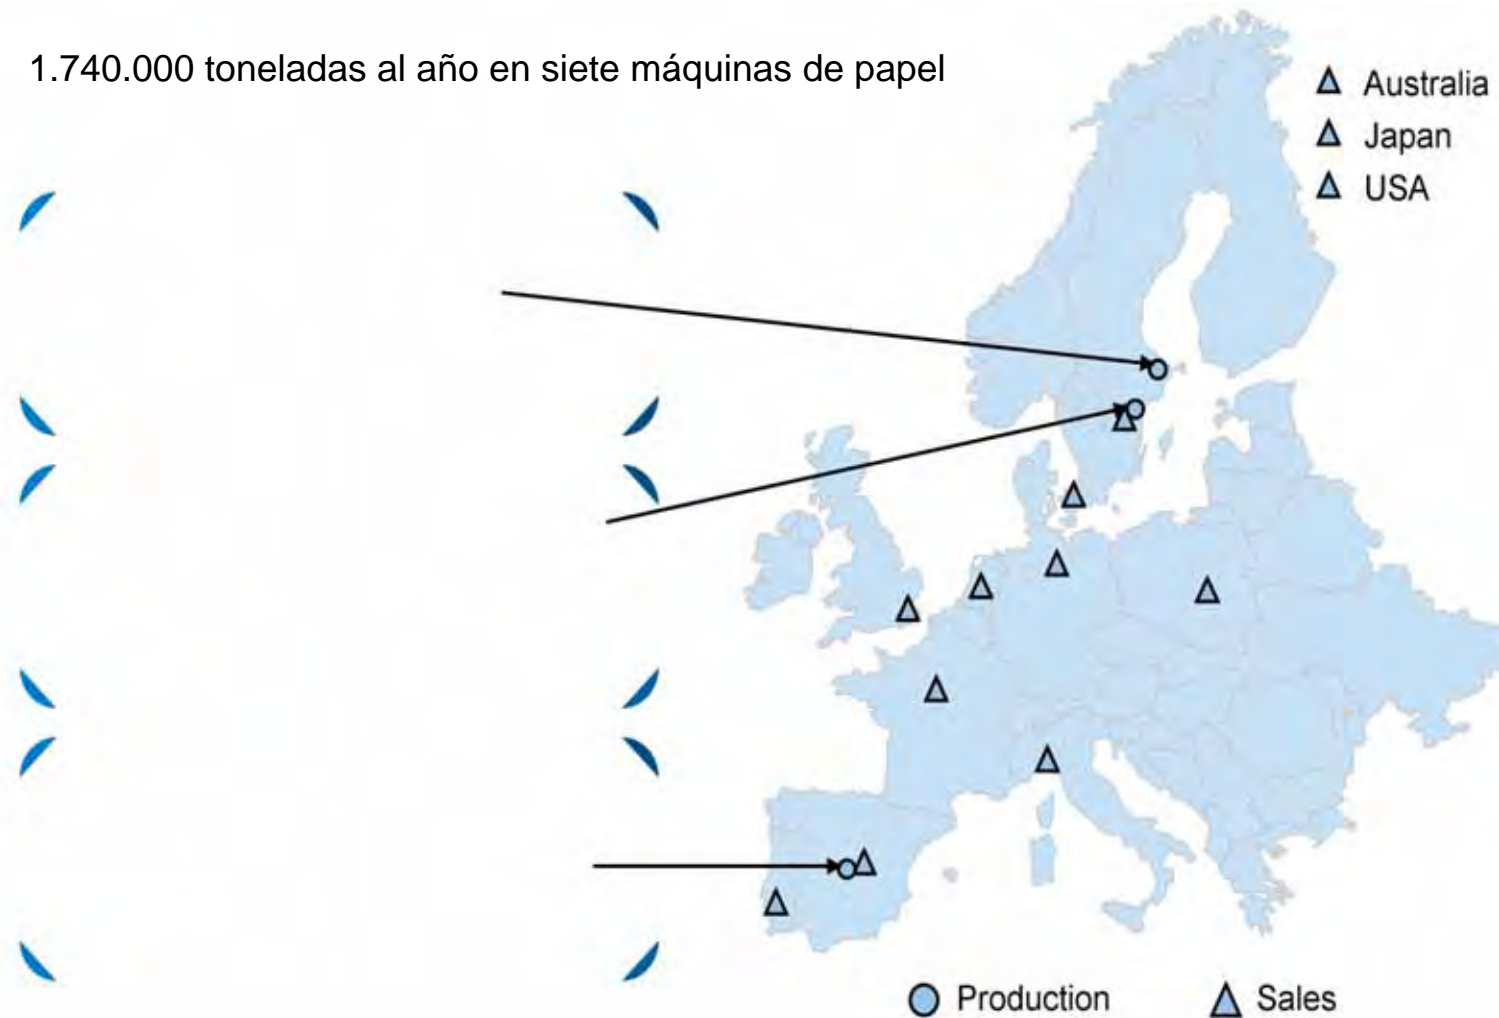 1.740.000 toneladas al año en siete máquinas de papel
Australia
Japan
USA
Production
Sales